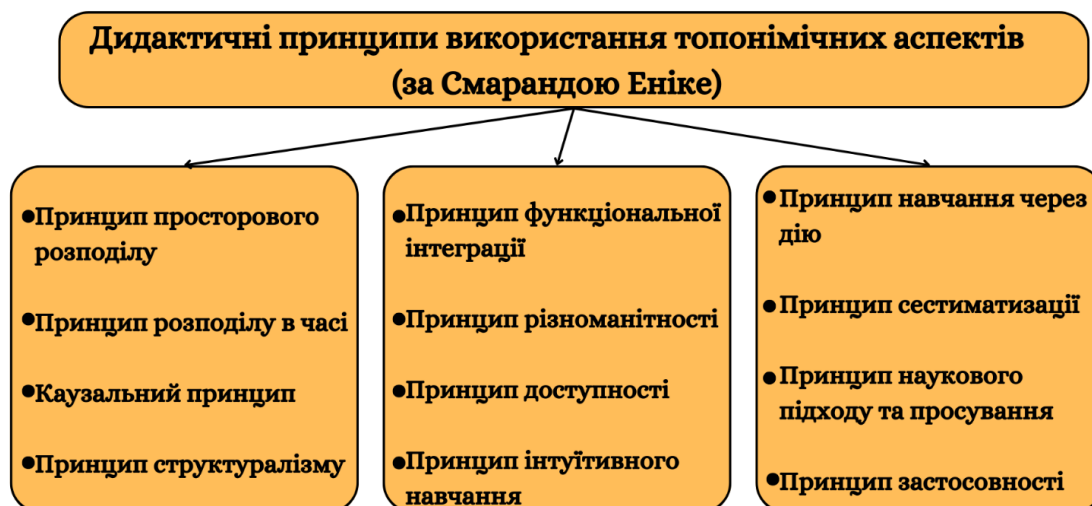 Дидактичні принципи використання топонімічних аспектів
(за Смарандою Еніке)
●Принцип просторового
розподілу
●Принцип розподілу в часі
●Каузальний принцип
●Принцип структуралізму
●Принцип функціональної
інтеграції
●Принцип різноманітності
●Принцип доступності
●Принцип інтуїтивного
навчання
●Принцип навчання через
дію
●Принцип сестиматизації
●Принцип наукового
підходу та просування
●Принцип застосовності